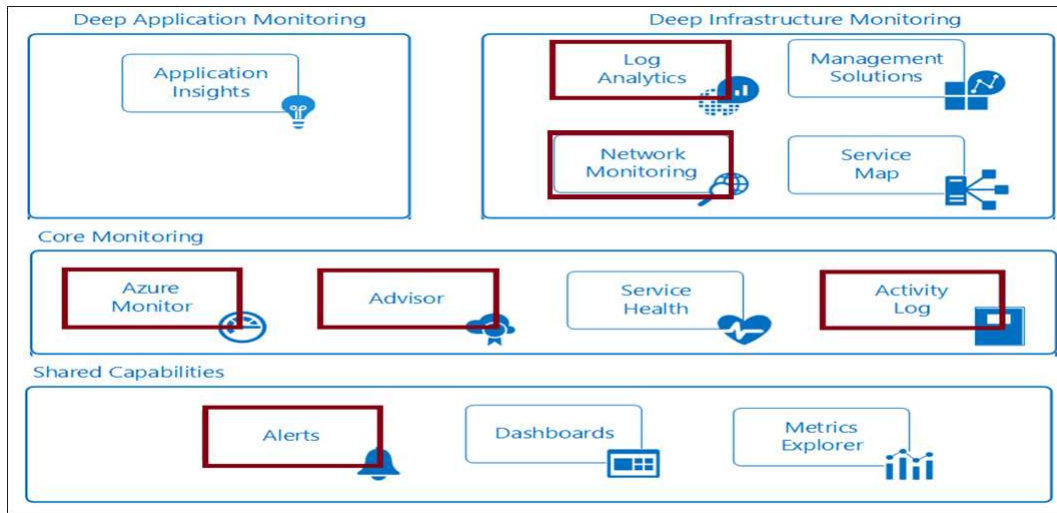 Deep Application Monitoring
Application
Insights
Deep Infrastructure Monitoring
Log
Analytics
Management
Solutions
Network
Monitoring
Service
Map
Core Monitoring
Azure
Monitor
Advisor
Service
Health
Activity
Log
Shared Capabilities
Alerts
Dashboards
Metrics
Explorer